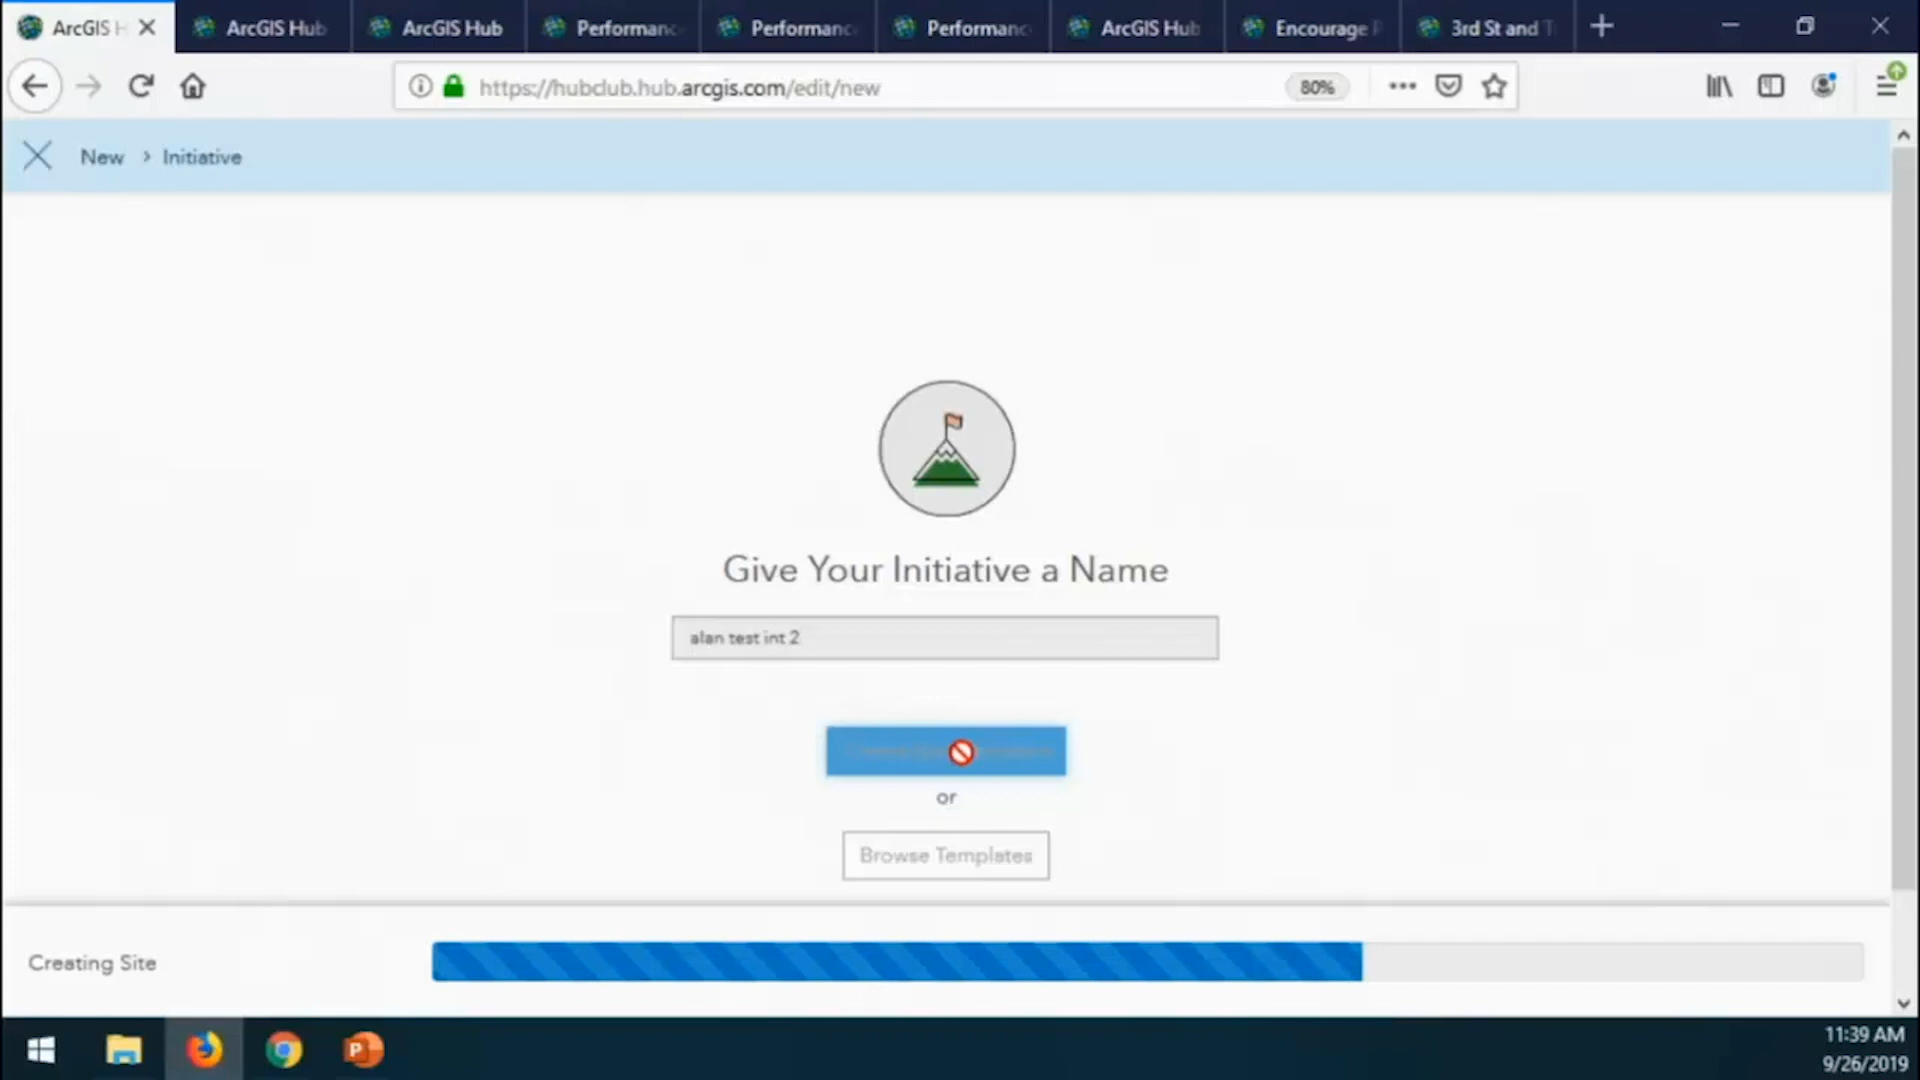 ArcGIS H
ArcGIS Hub
ArcGIS Hub
Performanc
Performanc
Performanc
ArcGIS Hub
Encourage P
3rd St and T
https://hubclub.hub.arcgis.com/edit/new
80%
New > Initiative
Give Your Initiative a Name
alan test int 2
or
Browse Templates
Creating Site
11:39 AM
9/26/2019